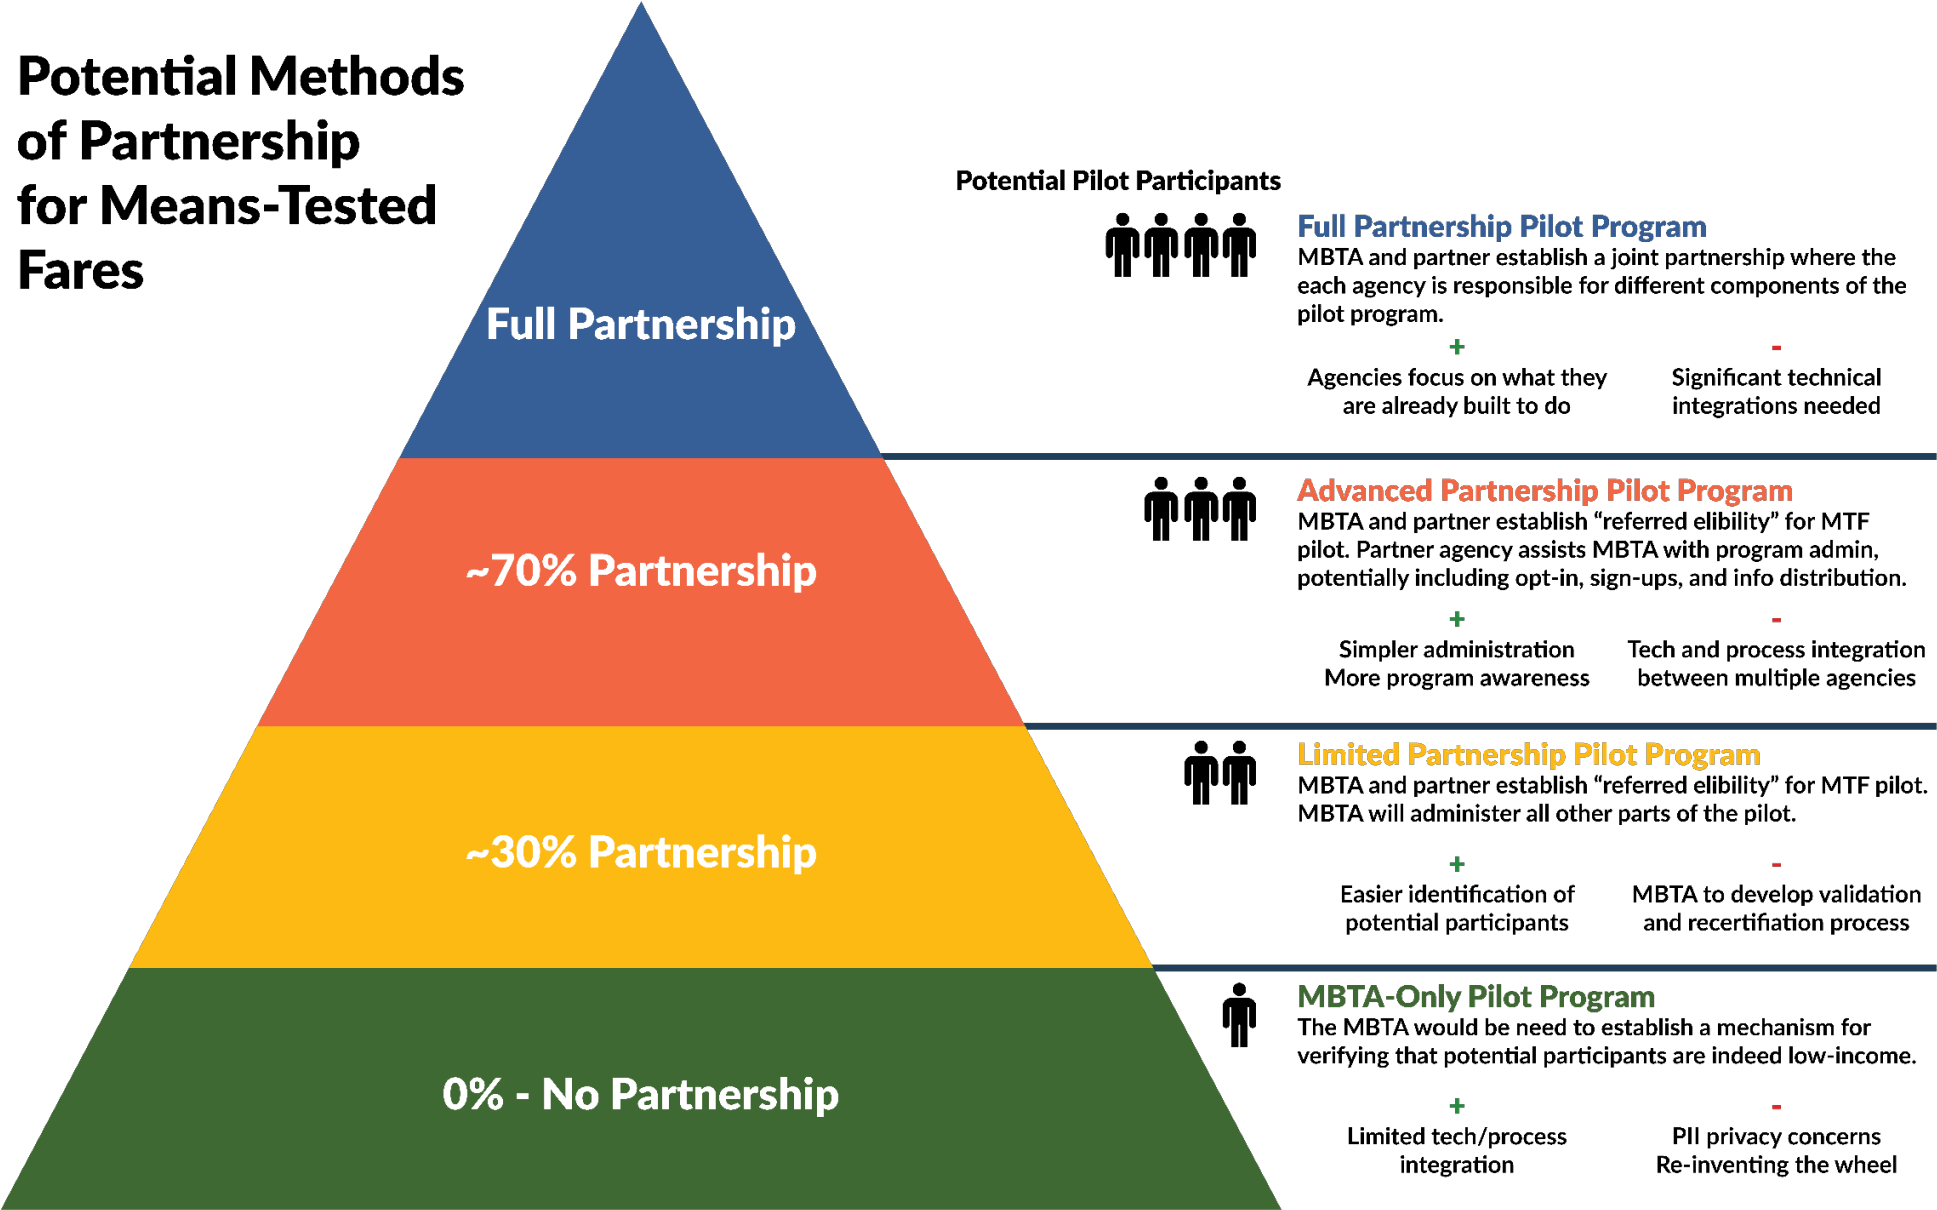 Potential Methods
of Partnership
for Means-Tested
Fares
Full Partnership
~70% Partnership
~30% Partnership
0% - No Partnership
Potential Pilot Participants
Full Partnership Pilot Program
MBTA and partner establish a joint partnership where the
each agency is responsible for different components of the
pilot program.
+
Agencies focus on what they
are already built to do
-
Significant technical
integrations needed
Advanced Partnership Pilot Program
MBTA and partner establish “referred elibility” for MTF
pilot. Partner agency assists MBTA with program admin,
potentially including opt-in, sign-ups, and info distribution.
+
Simpler administration
More program awareness
-
Tech and process integration
between multiple agencies
Limited Partnership Pilot Program
MBTA and partner establish “referred elibility” for MTF pilot.
MBTA will administer all other parts of the pilot.
+
Easier identification of
potential participants
-
MBTA to develop validation
and recertifiation process
MBTA-Only Pilot Program
The MBTA would be need to establish a mechanism for
verifying that potential participants are indeed low-income.
+
Limited tech/process
integration
-
PII privacy concerns
Re-inventing the wheel